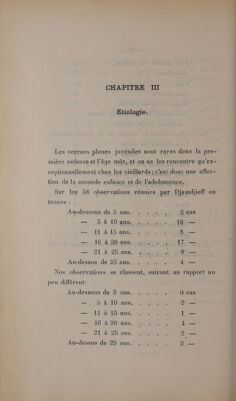 CHAPITRE III
Etiologie.
Les verrues planes juvéniles sont rares dans la pre-
mière enfance et l'âge mûr, et on ne les rencontre qu'ex-
ceptionnellement chez les vieillards ; c'est donc une affec-
tion de la seconde enfance et de l'adolescence.
Sur les 58 observations réunies par Djamdjieff on
trouve :
Au-dessous de 5 ans. . . . . 2 cas
— 5 à 10 ans. . . . . 18 —
— 11 à 15 ans. . . . . 8 —
— 16 à 20 ans. . . . . 17 —
— 21 à 25 ans. . . . . 9 —
Au-dessus de 25 ans. . . . . 4 —
Nos observations se classent, suivant un rapport un
peu différent
Au-dessous de 5 ans. . . . . 0 cas
— 5 à 10 ans. . . . . 2 —
— 11 à 15 ans. . . . . 1 —
— 16 à 20 ans. . . . . 4 —
— 21 à 25 ans. . . . . 2 —
Au-dessus de 25 ans. . . . . 2 —